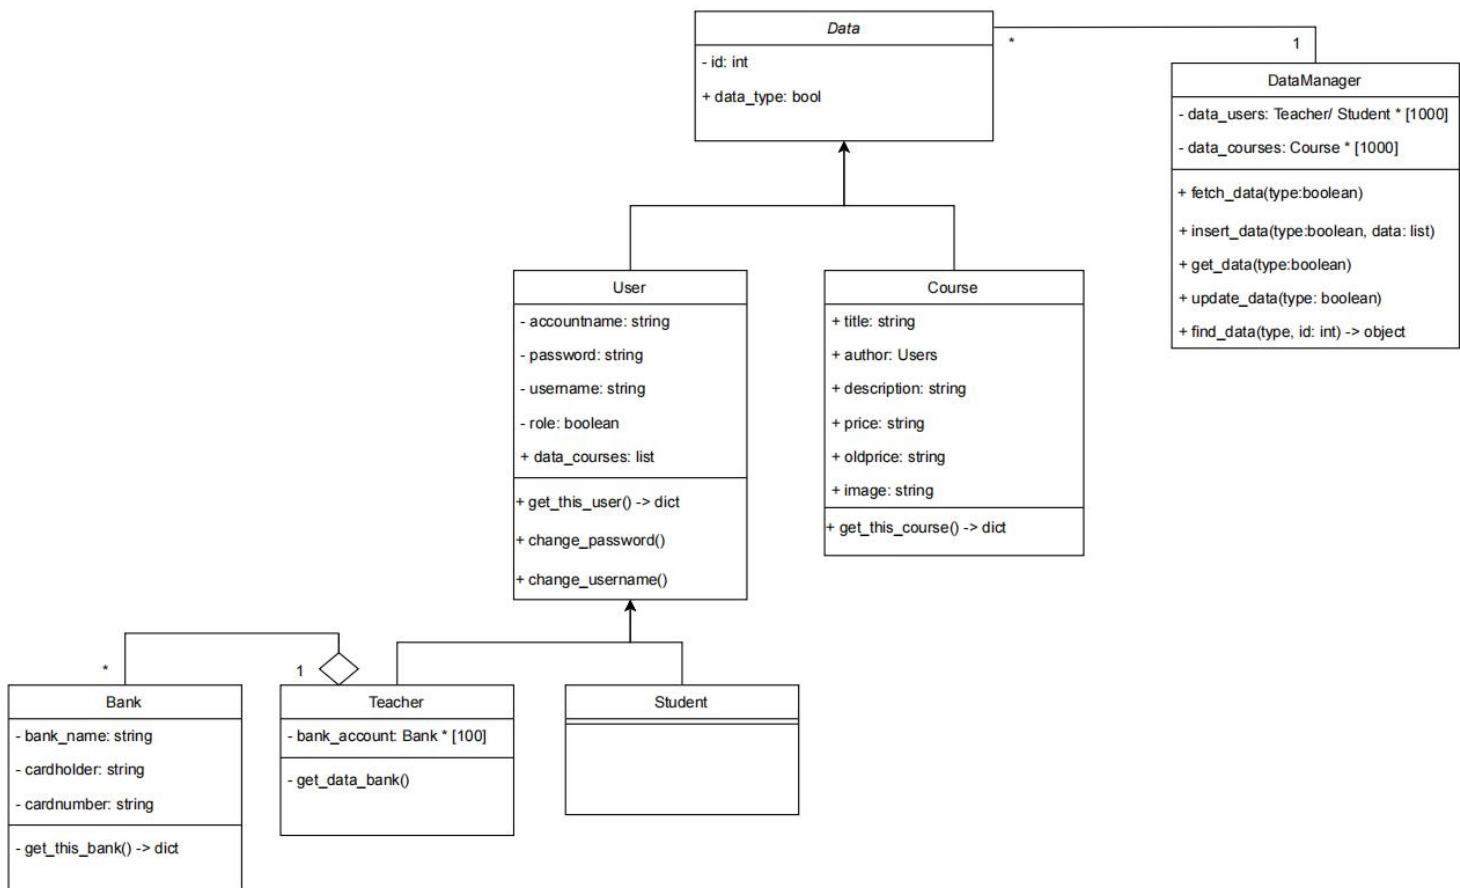 Data
- id: int
+ data_type: bool
*
1
DataManager
- data_users: Teacher/ Student * [1000]
- data_courses: Course * [1000]
+ fetch_data(type:boolean)
+ insert_data(type:boolean, data: list)
+ get_data(type:boolean)
+ update_data(type: boolean)
+ find_data(type, id: int) -> object
User
- accountname: string
- password: string
- username: string
- role: boolean
+ data_courses: list
+ get_this_user() -> dict
+ change_password()
+ change_username()
Course
+ title: string
+ author: Users
+ description: string
+ price: string
+ oldprice: string
+ image: string
+ get_this_course() -> dict
*
1
Bank
- bank_name: string
- cardholder: string
- cardnumber: string
- get_this_bank() -> dict
Teacher
- bank_account: Bank * [100]
- get_data_bank()
Student